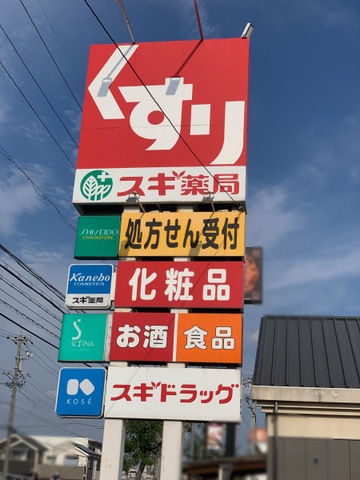 くすり
スギ薬局
SHISEIDO
CHAINSTORE
処方せん受付
Kanebo
COSMETICS
スギ薬局
化粧品
SOFINA
お酒 食品
KOSÉ
スギドラッグ